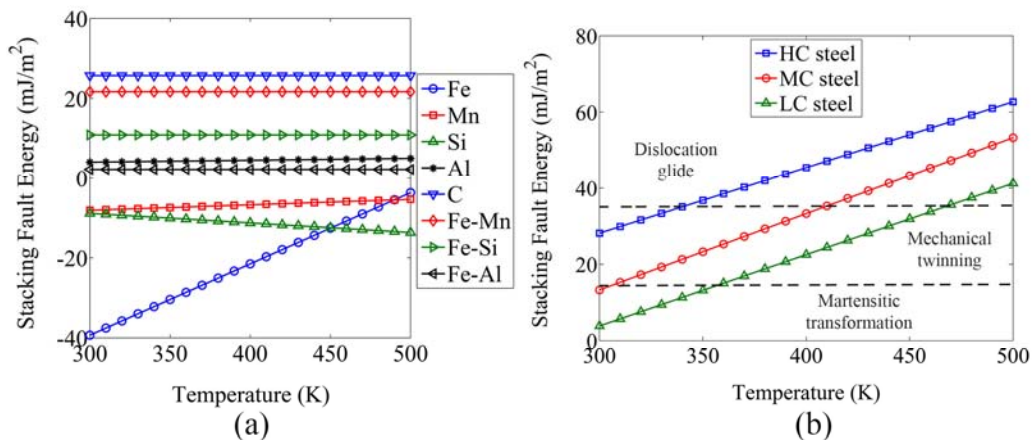 40
20
0
-20
-40
300
350
400
450
500
Stacking Fault Energy (mJ/m²)
Temperature (K)
Fe
Mn
Si
Al
C
Fe-Mn
Fe-Si
Fe-Al
(a)
80
60
40
20
0
300
350
400
450
500
Stacking Fault Energy (mJ/m²)
Temperature (K)
HC steel
MC steel
LC steel
Dislocation
glide
Mechanical
twinning
Martensitic
transformation
(b)